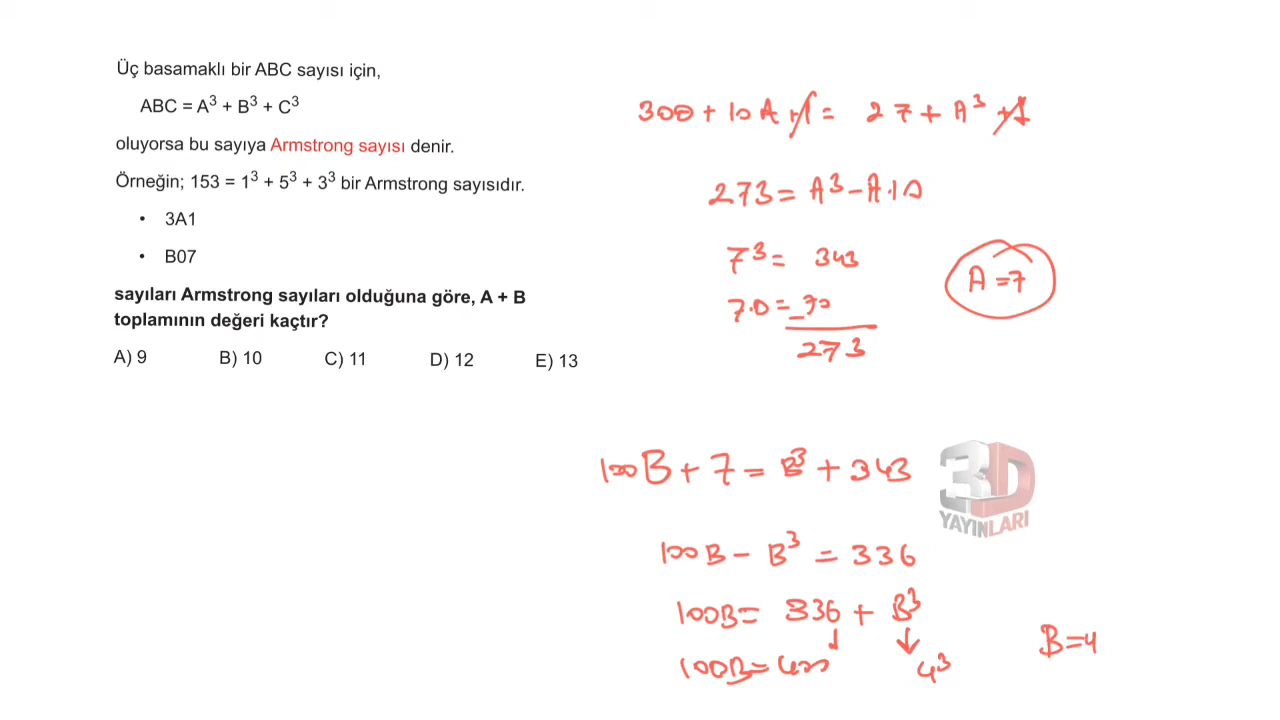 Üç basamaklı bir ABC sayısı için,
ABC = A³ + B³ + C³
oluyorsa bu sayıya Armstrong sayısı denir.
Örneğin; 153 = 1³ + 5³ + 3³ bir Armstrong sayısıdır.
• 3A1
• B07
sayıları Armstrong sayıları olduğuna göre, A + B
toplamının değeri kaçtır?
A) 9 B) 10 C) 11 D) 12 E) 13
300 + 10A + 1 = 27 + A³ + 1
273 = A³ - A.10
7³ = 343
7.0 = _70
273
A = 7
100B + 7 = B³ + 343
100B - B³ = 336
100B = 336 + B³
100B = 400
4³
B = 4
3D
YAYINLARI